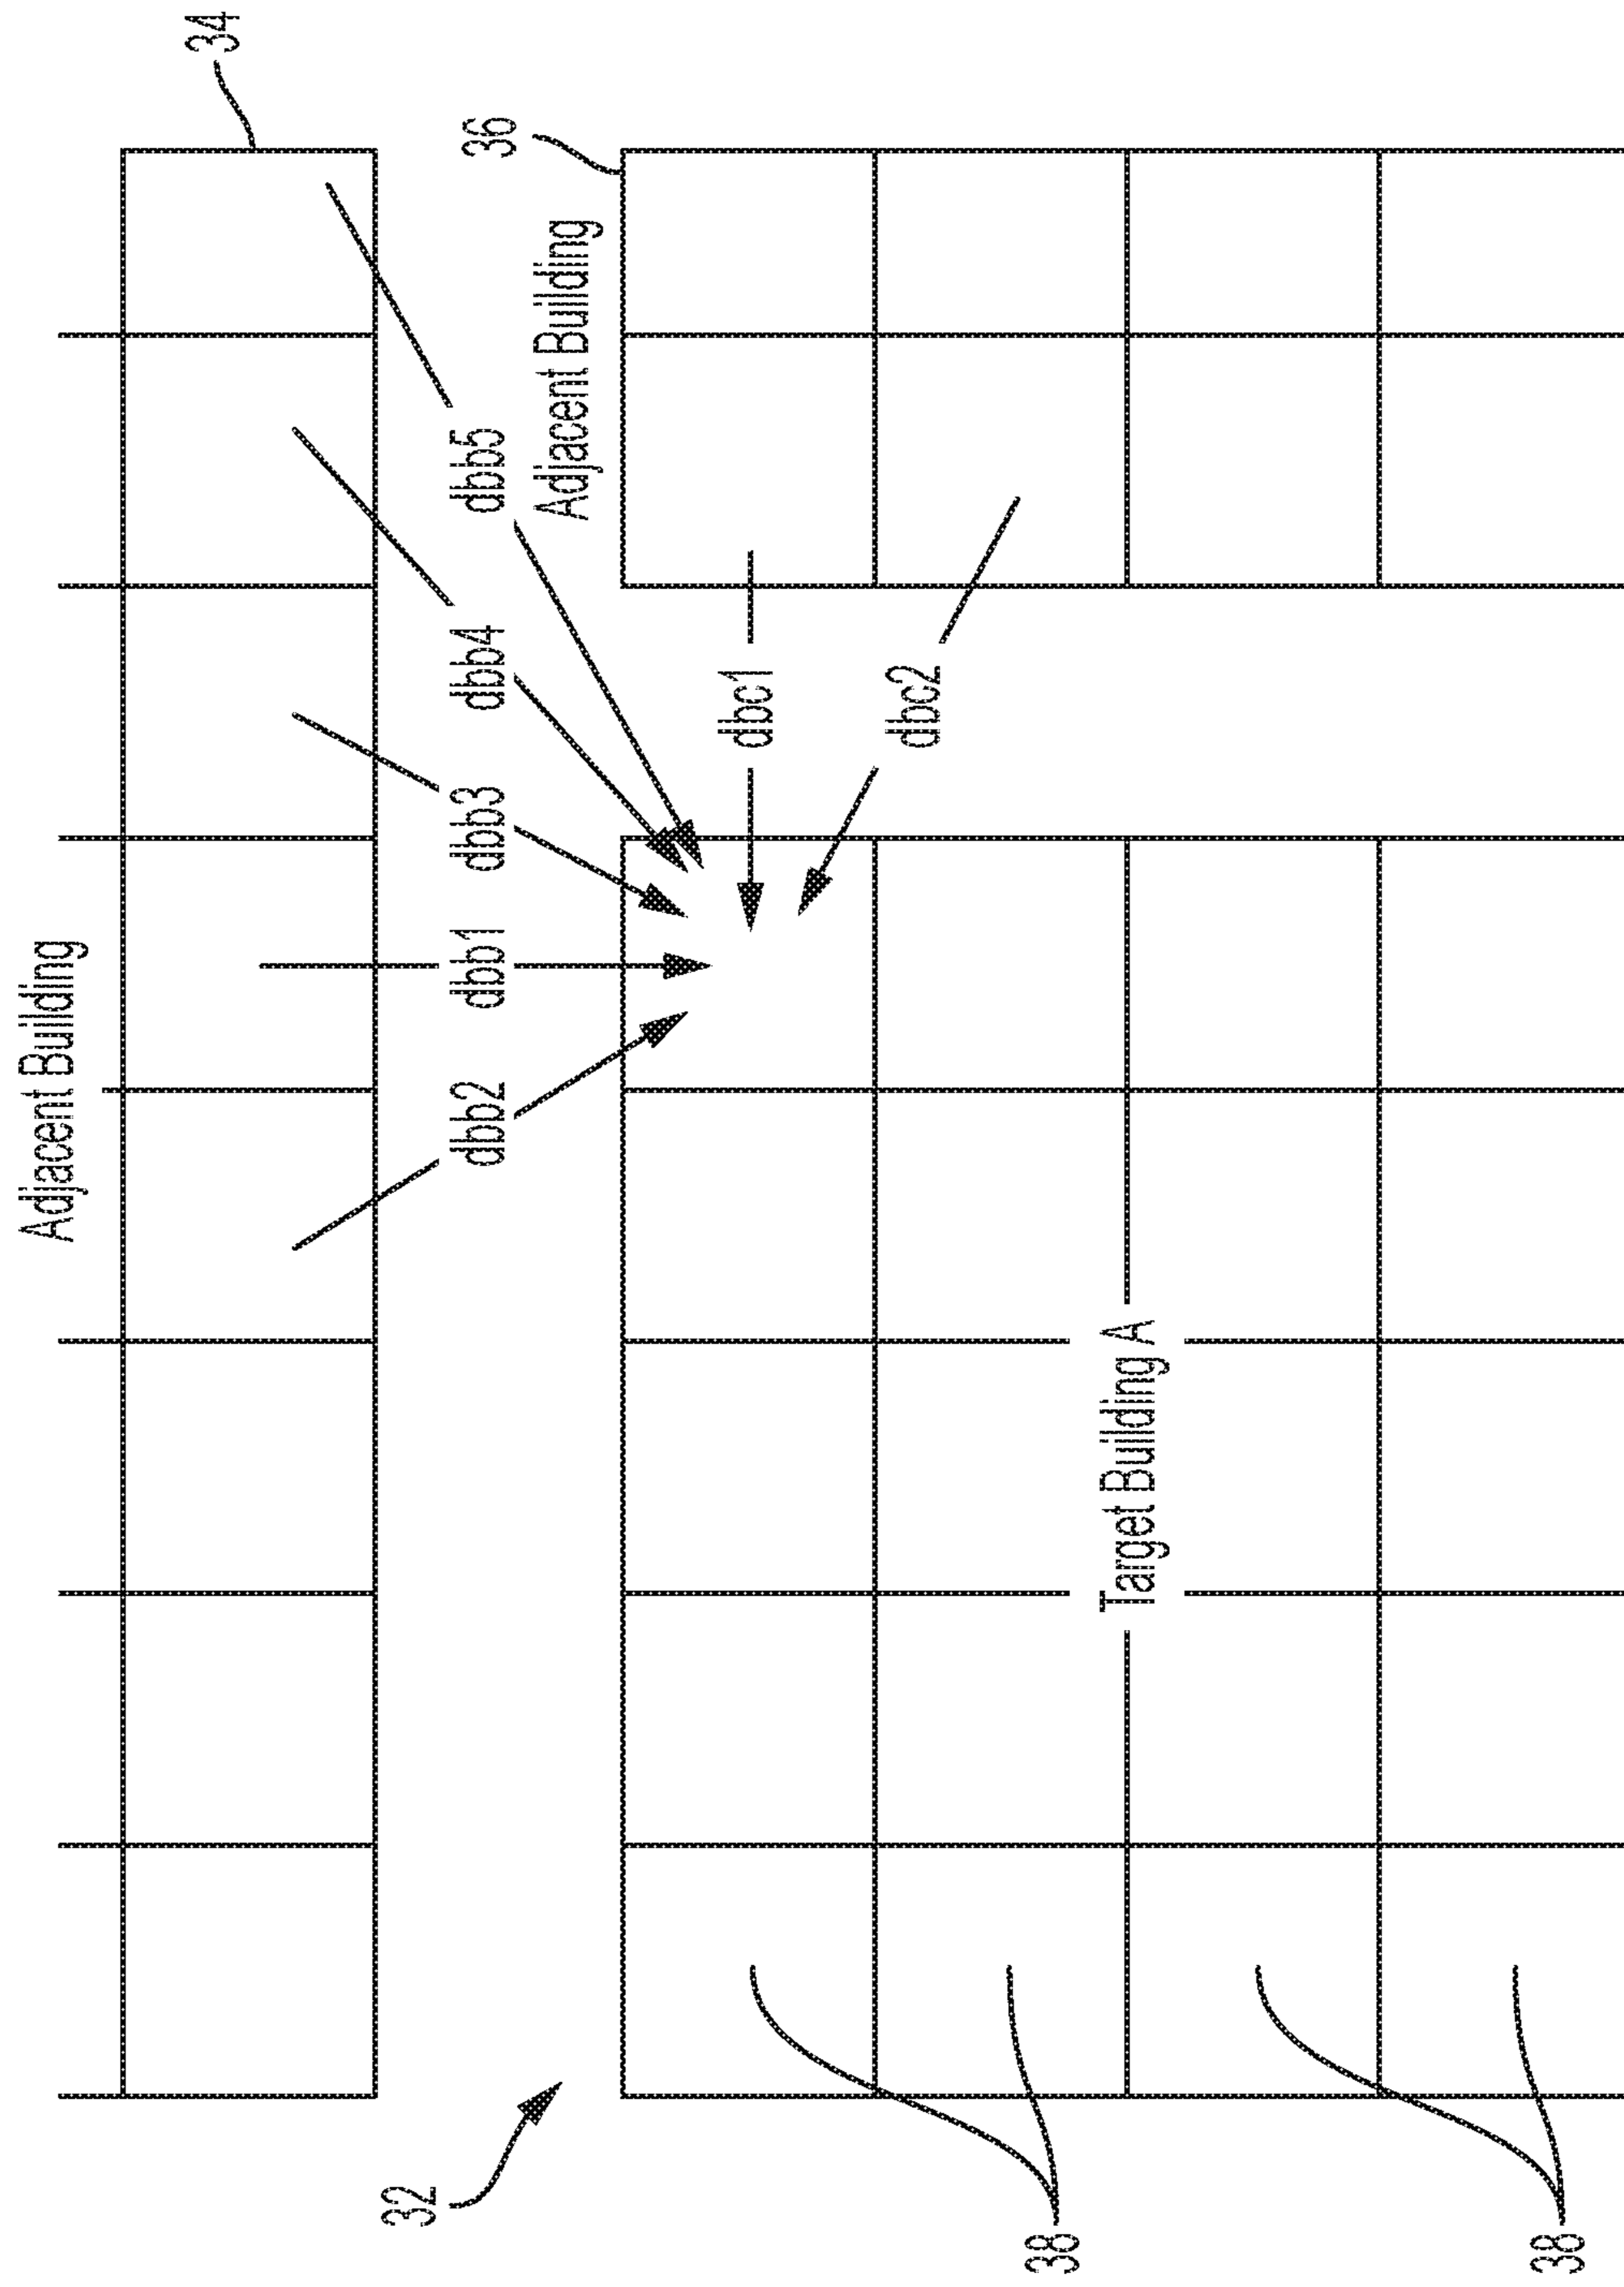 Adjacent Building
34
36
Adjacent Building
dbb2
dbb1
dbb3
dbb4
dbb5
dbc1
dbc2
32
Target Building A
38
38